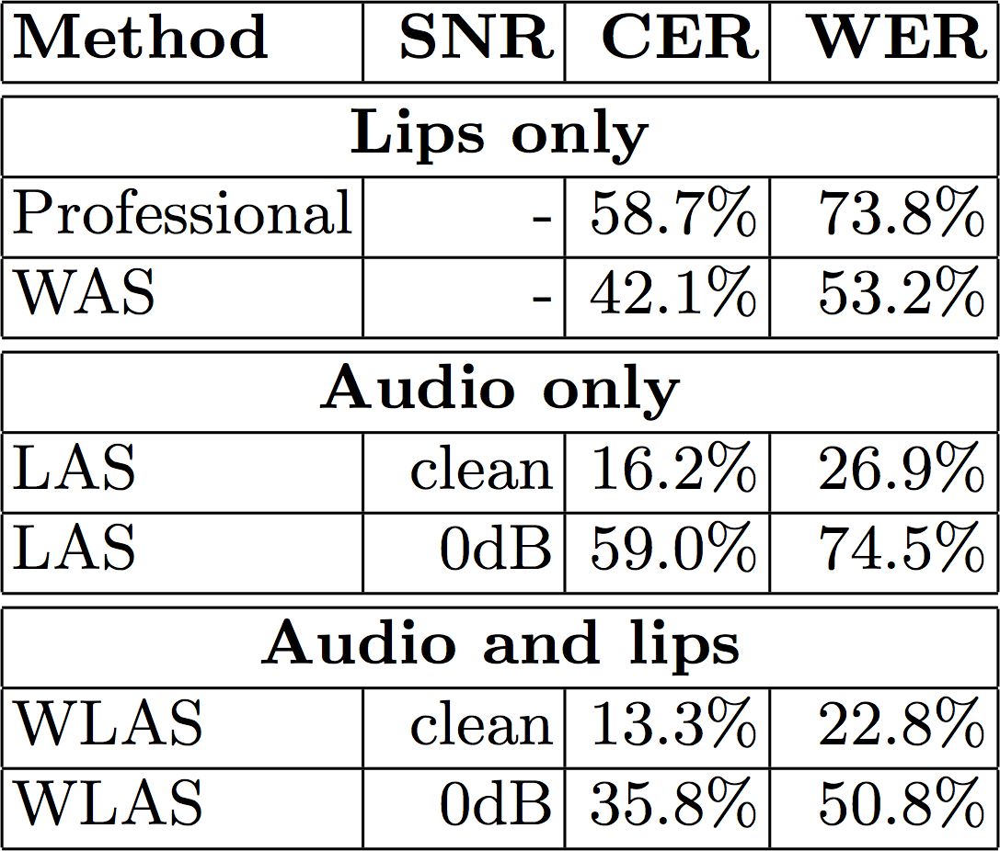 Method SNR CER WER
Lips only
Professional - 58.7% 73.8%
WAS - 42.1% 53.2%
Audio only
LAS clean 16.2% 26.9%
LAS 0dB 59.0% 74.5%
Audio and lips
WLAS clean 13.3% 22.8%
WLAS 0dB 35.8% 50.8%